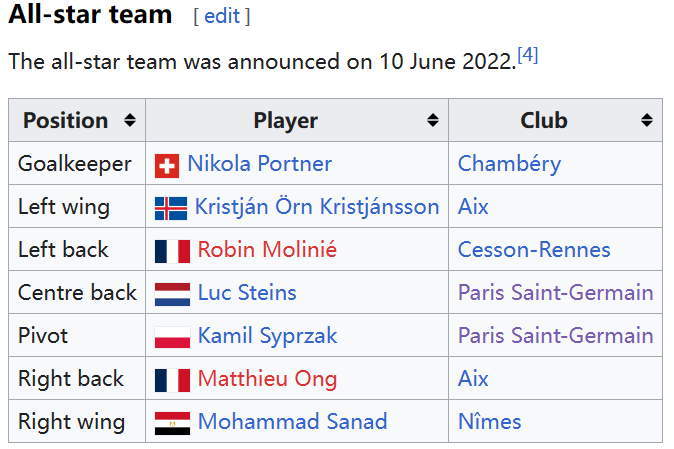 All-star team [ edit ]
The all-star team was announced on 10 June 2022.[4]
Position Player Club
Goalkeeper Nikola Portner Chambéry
Left wing Kristján Örn Kristjánsson Aix
Left back Robin Molinié Cesson-Rennes
Centre back Luc Steins Paris Saint-Germain
Pivot Kamil Syprzak Paris Saint-Germain
Right back Matthieu Ong Aix
Right wing Mohammad Sanad Nîmes